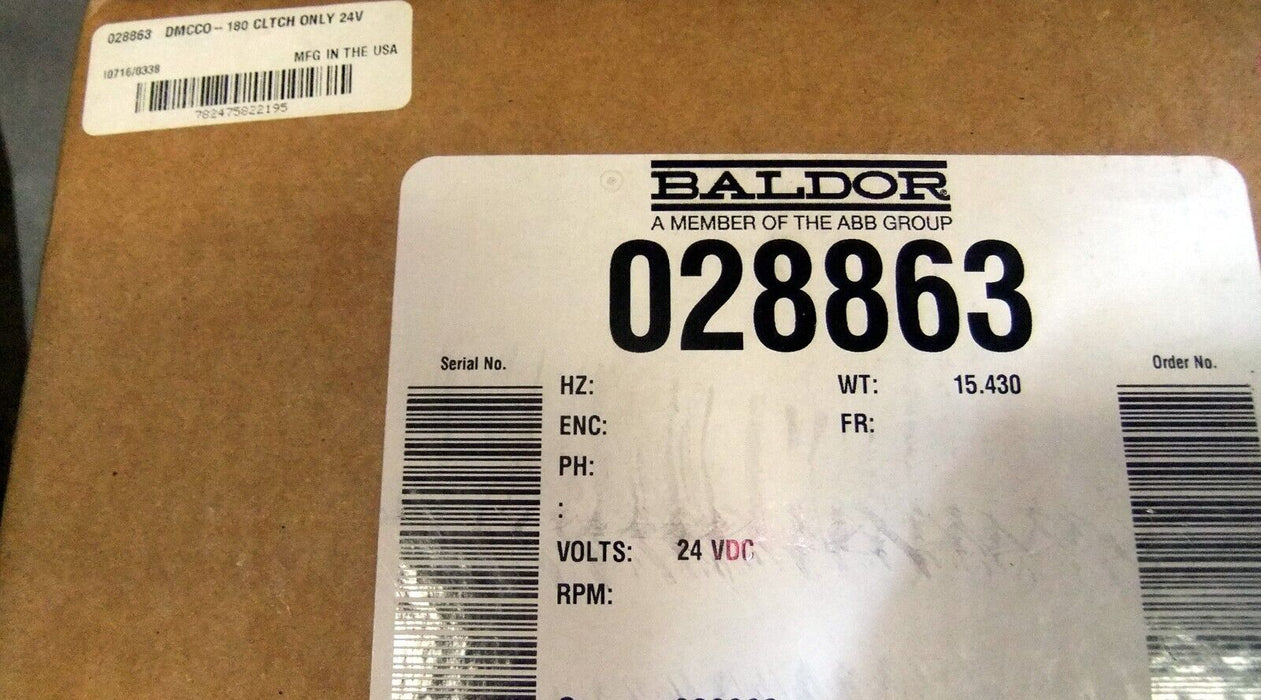 028863 DMCCO-180 CLTCH ONLY 24V
MFG IN THE USA
10716/0338
782475822195
BALDOR
A MEMBER OF THE ABB GROUP
028863
Serial No.
Order No.
HZ:
WT: 15.430
ENC:
FR:
PH:
:
VOLTS: 24 VDC
RPM: